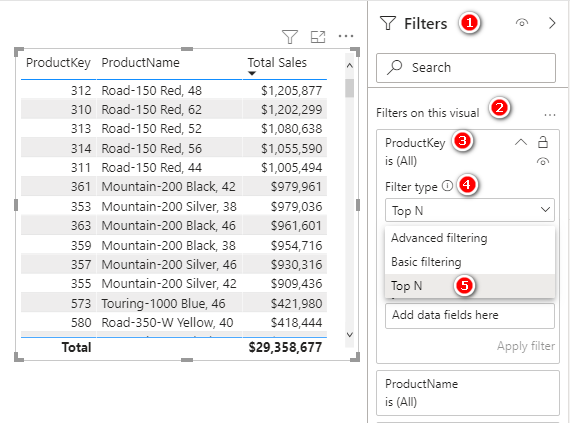 ProductKey ProductName Total Sales
312 Road-150 Red, 48 $1,205,877
310 Road-150 Red, 62 $1,202,299
313 Road-150 Red, 52 $1,080,638
314 Road-150 Red, 56 $1,055,590
311 Road-150 Red, 44 $1,005,494
361 Mountain-200 Black, 42 $979,961
353 Mountain-200 Silver, 38 $979,036
363 Mountain-200 Black, 46 $961,601
359 Mountain-200 Black, 38 $954,716
357 Mountain-200 Silver, 46 $930,316
355 Mountain-200 Silver, 42 $909,436
573 Touring-1000 Blue, 46 $421,980
580 Road-350-W Yellow, 40 $418,444
Total $29,358,677
Filters 1
Search
Filters on this visual 2 ...
ProductKey 3
is (All)
Filter type 4
Top N
Advanced filtering
Basic filtering
Top N 5
Add data fields here
Apply filter
ProductName
is (All)